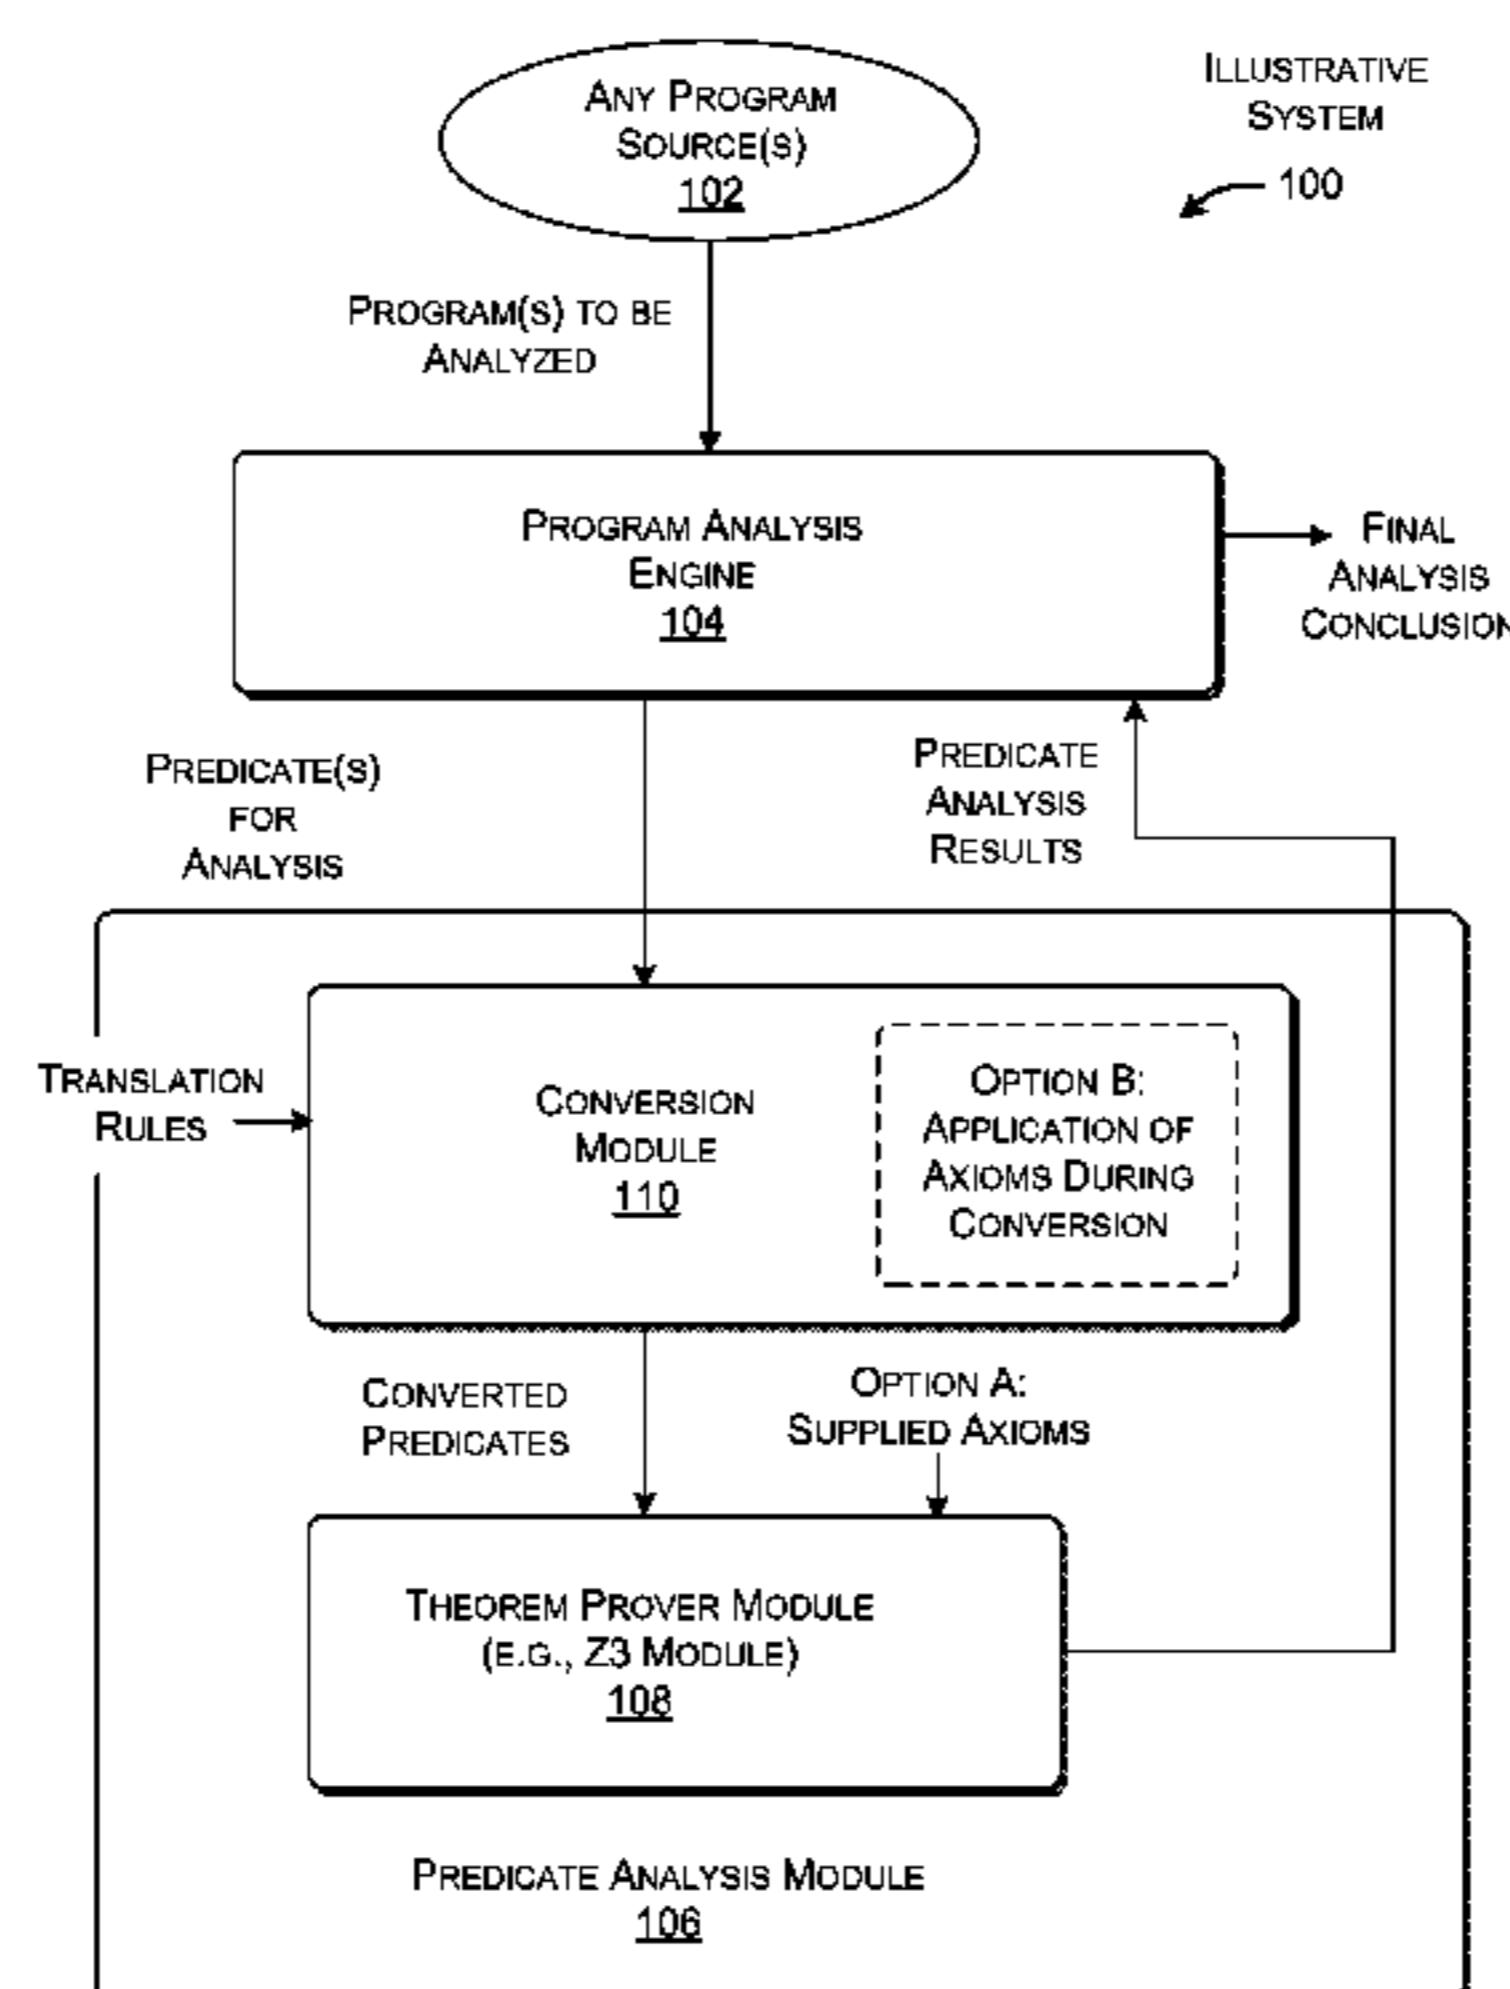 ANY PROGRAM
SOURCE(S)
102
ILLUSTRATIVE
SYSTEM
100
PROGRAM(S) TO BE
ANALYZED
PROGRAM ANALYSIS
ENGINE
104
FINAL
ANALYSIS
CONCLUSION
PREDICATE(S)
FOR
ANALYSIS
PREDICATE
ANALYSIS
RESULTS
TRANSLATION
RULES
CONVERSION
MODULE
110
OPTION B:
APPLICATION OF
AXIOMS DURING
CONVERSION
CONVERTED
PREDICATES
OPTION A:
SUPPLIED AXIOMS
THEOREM PROVER MODULE
(E.G., Z3 MODULE)
108
PREDICATE ANALYSIS MODULE
106